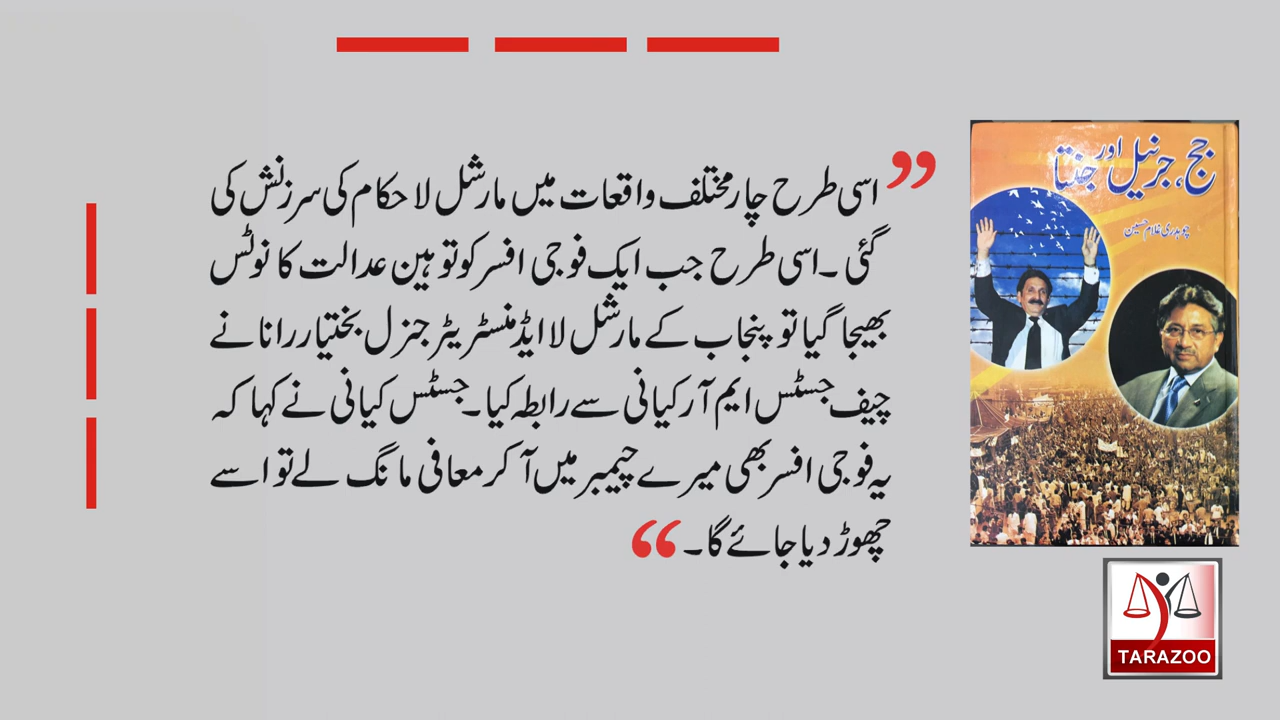 ”اسی طرح چار مختلف واقعات میں مارشل لا حکام کی سرزنش کی
گئی ۔ اسی طرح جب ایک فوجی افسر کو توہین عدالت کا نوٹس
بھیجا گیا تو پنجاب کے مارشل لا ایڈمنسٹریٹر جنرل بختیار رانا نے
چیف جسٹس ایم آر کیانی سے رابطہ کیا۔ جسٹس کیانی نے کہا کہ
یہ فوجی افسر بھی میرے چیمبر میں آ کر معافی مانگ لے تو اسے
چھوڑ دیا جائے گا ۔“
جج، جرنیل اور جنتا
چوہدری غلام حسین
TARAZOO